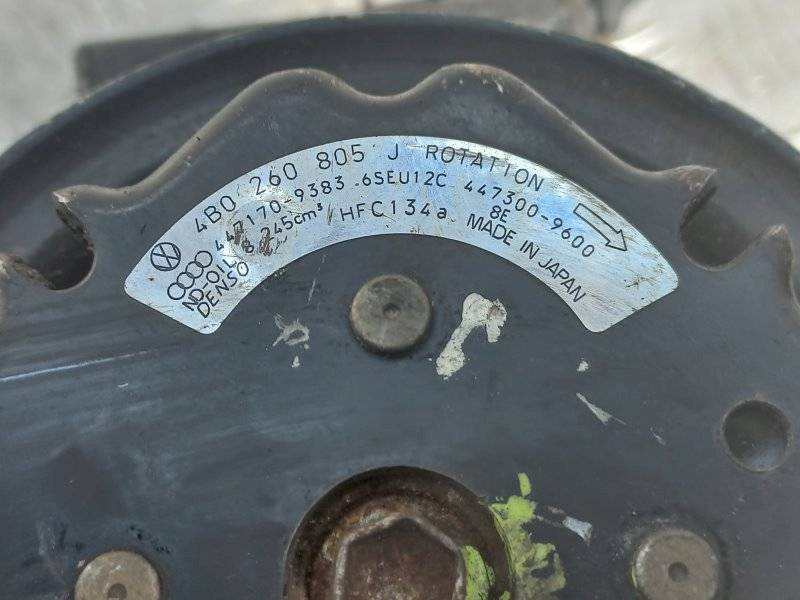 4B0 260 805 J ROTATION
447170-9383 6SEU12C 447300-9600
ND-OIL 8 245cm³ HFC134a 8E
DENSO MADE IN JAPAN